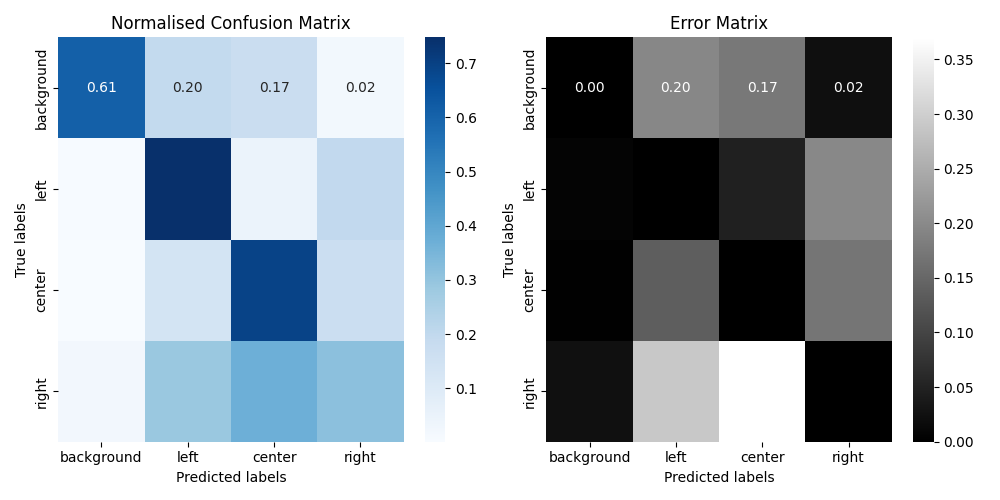 Normalised Confusion Matrix
True labels
background
left
center
right
0.61 0.20 0.17 0.02
background left center right
Predicted labels
0.7
0.6
0.5
0.4
0.3
0.2
0.1
Error Matrix
True labels
background
left
center
right
0.00 0.20 0.17 0.02
background left center right
Predicted labels
0.35
0.30
0.25
0.20
0.15
0.10
0.05
0.00